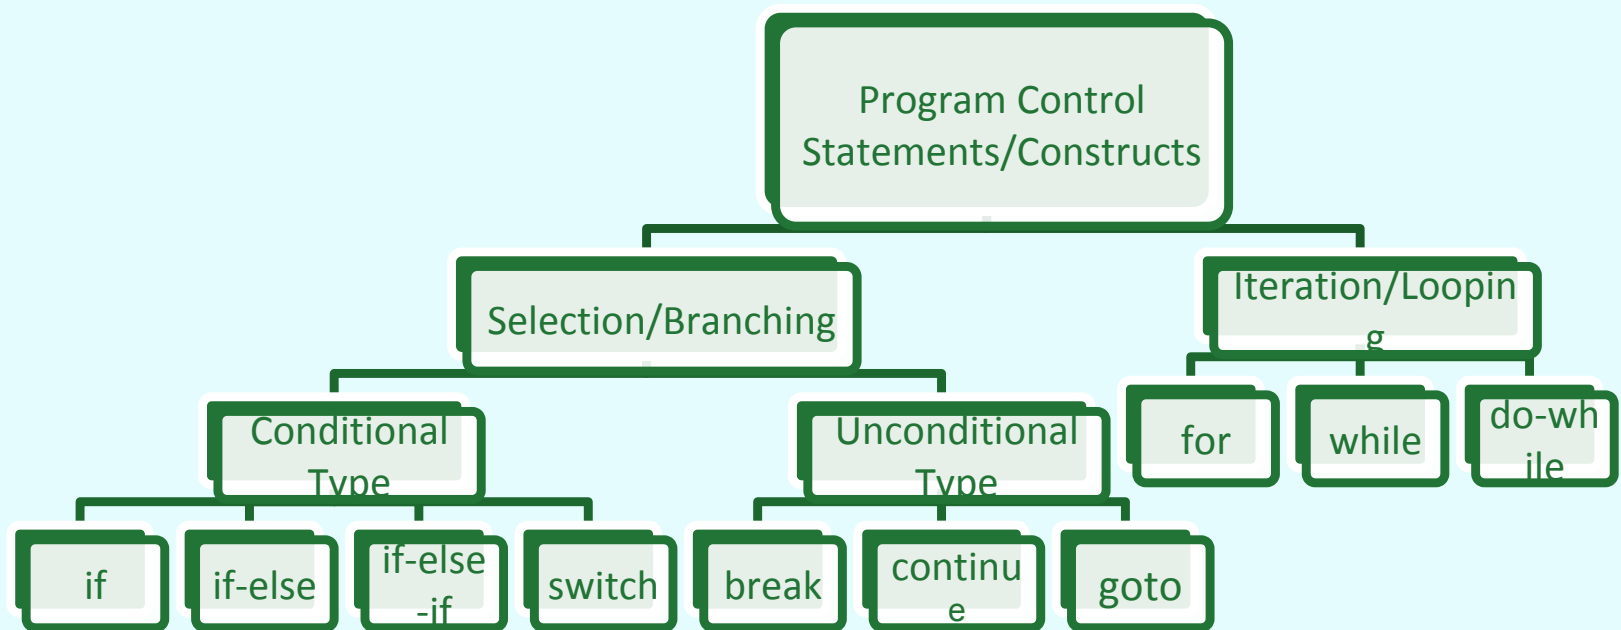 Program Control
Statements/Constructs
Selection/Branching
Iteration/Loopin
g
Conditional
Type
Unconditional
Type
for
while
do-wh
ile
if
if-else
if-else
-if
switch
break
continu
e
goto